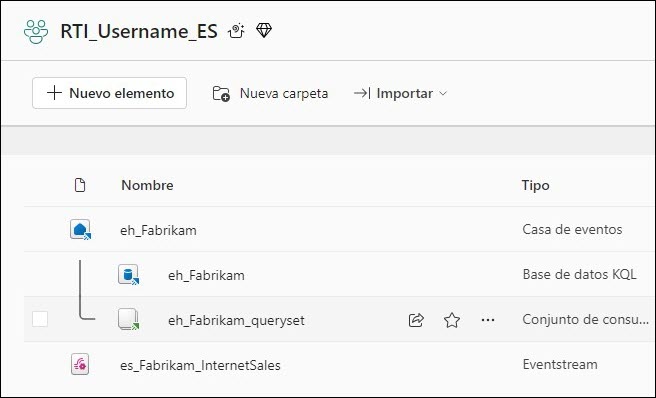 RTI_Username_ES
Nuevo elemento Nueva carpeta Importar
Nombre Tipo
eh_Fabrikam Casa de eventos
eh_Fabrikam Base de datos KQL
eh_Fabrikam_queryset Conjunto de consu...
es_Fabrikam_InternetSales Eventstream